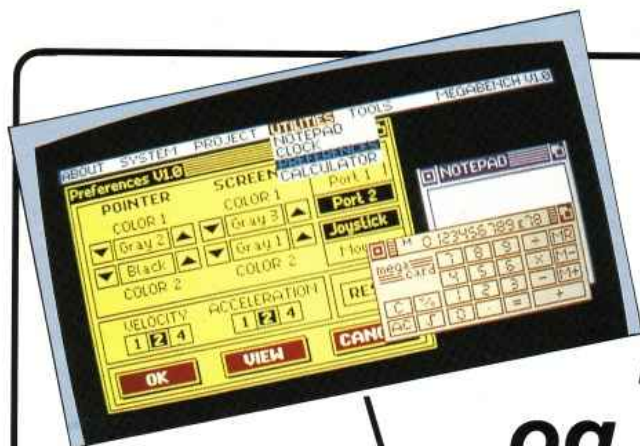 ABOUT SYSTEM PROJECT UTILITIES TOOLS MEGABENCH V1.0
NOTEPAD
CLOCK
PREFERENCES
CALCULATOR
Preferences V1.0
POINTER
COLOR 1
Gray 2
Black
COLOR 2
SCREEN
COLOR 1
Gray 3
Gray 1
COLOR 2
Port 1
Port 2
Joystick
VELOCITY
1 2 4
ACCELERATION
1 2 4
OK
VIEW
NOTEPAD
M 0.123456789E78
mega card
7 8 9 ÷ MR
4 5 6 × M-
C 1 2 3 - M+
AC 0 . = +
og